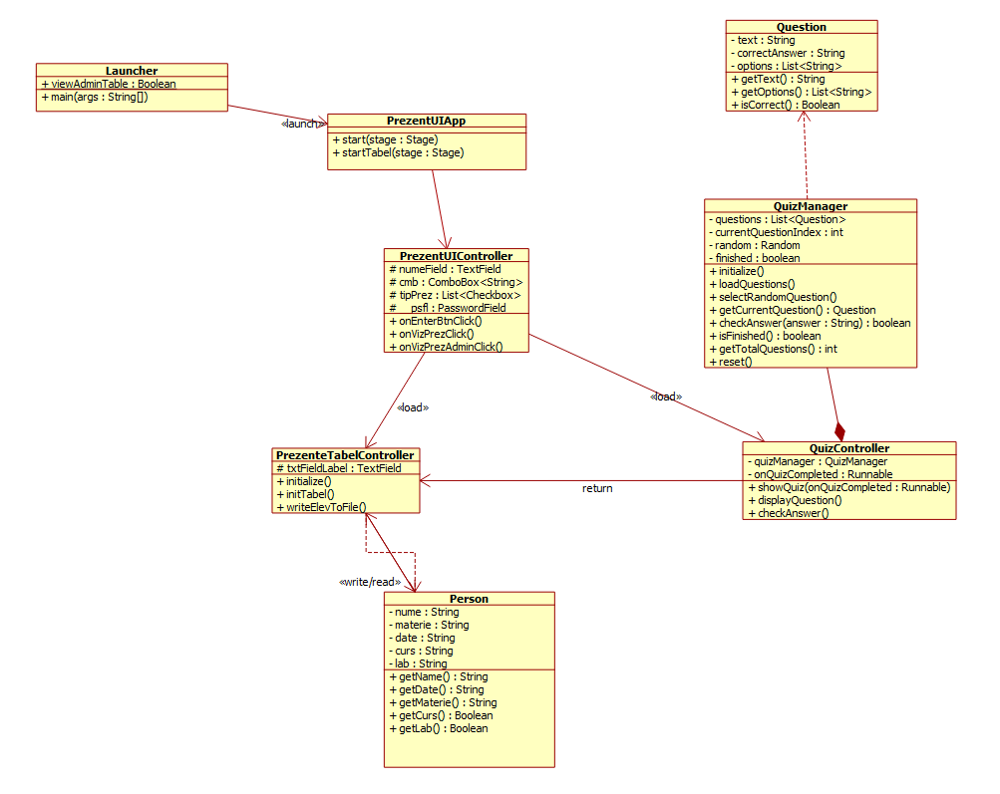 Question
- text : String
- correctAnswer : String
- options : List<String>
+ getText() : String
+ getOptions() : List<String>
+ isCorrect() : Boolean
Launcher
+ viewAdminTable : Boolean
+ main(args : String[])
«launch»
PrezentUIApp
+ start(stage : Stage)
+ startTabel(stage : Stage)
QuizManager
- questions : List<Question>
- currentQuestionIndex : int
- random : Random
- finished : boolean
+ initialize()
+ loadQuestions()
+ selectRandomQuestion()
+ getCurrentQuestion() : Question
+ checkAnswer(answer : String) : boolean
+ isFinished() : boolean
+ getTotalQuestions() : int
+ reset()
PrezentUIController
# numeField : TextField
# cmb : ComboBox<String>
# tipPrez : List<Checkbox>
# psfl : PasswordField
+ onEnterBtnClick()
+ onVizPrezClick()
+ onVizPrezAdminClick()
«load»
«load»
PrezenteTabelController
# txtFieldLabel : TextField
+ initialize()
+ initTabel()
+ writeElevToFile()
QuizController
- quizManager : QuizManager
- onQuizCompleted : Runnable
+ showQuiz(onQuizCompleted : Runnable)
+ displayQuestion()
+ checkAnswer()
return
«write/read»
Person
- nume : String
- materie : String
- date : String
- curs : String
- lab : String
+ getName() : String
+ getDate() : String
+ getMaterie() : String
+ getCurs() : Boolean
+ getLab() : Boolean